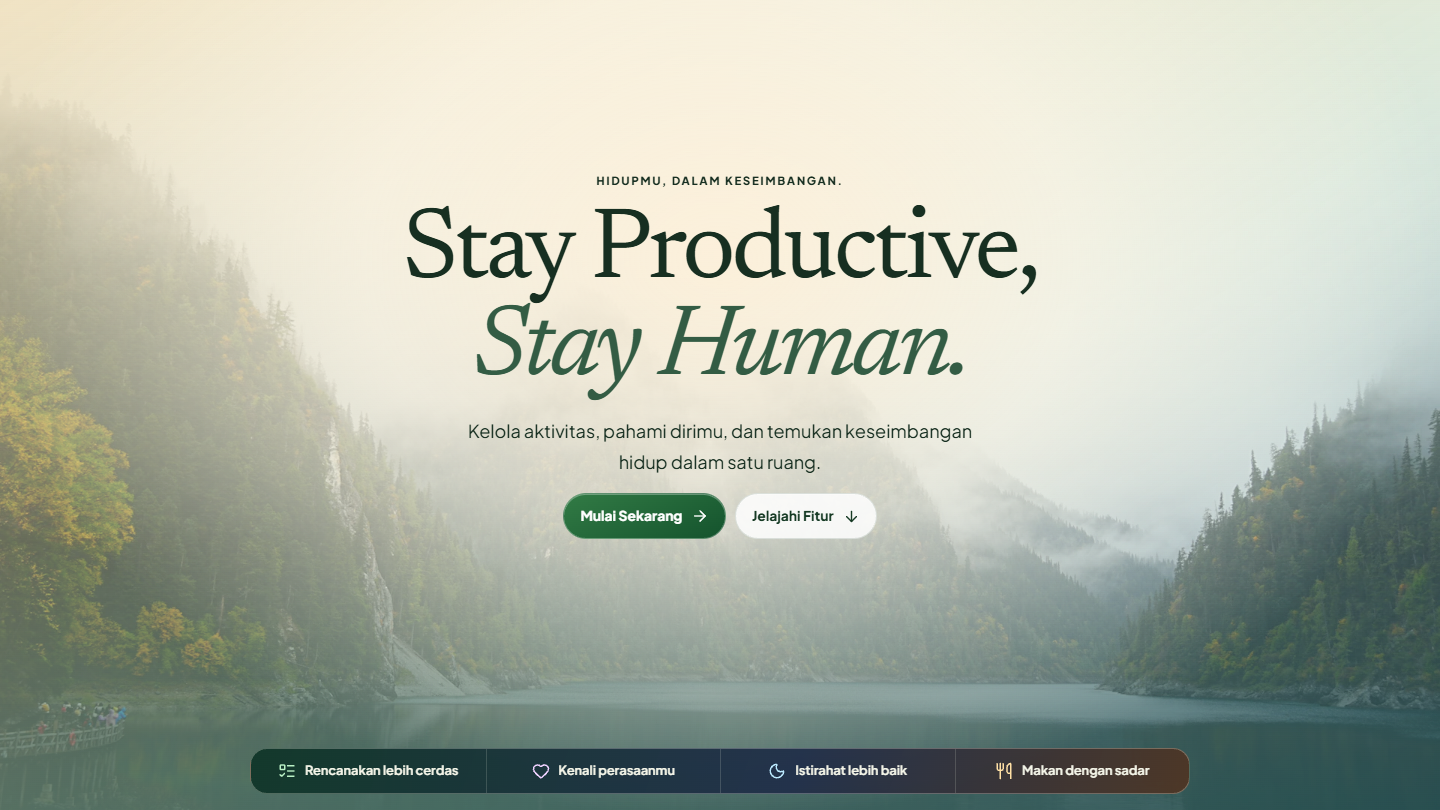 HIDUPMU, DALAM KESEIMBANGAN.
Stay Productive,
Stay Human.
Kelola aktivitas, pahami dirimu, dan temukan keseimbangan
hidup dalam satu ruang.
Mulai Sekarang
Jelajahi Fitur
Rencanakan lebih cerdas
Kenali perasaanmu
Istirahat lebih baik
Makan dengan sadar